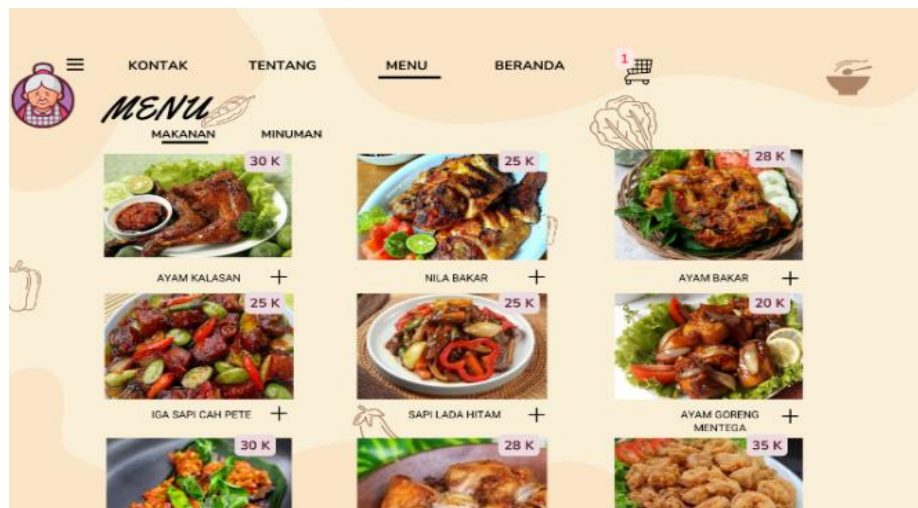 KONTAK TENTANG MENU BERANDA 1
MENU
MAKANAN MINUMAN
30 K 25 K 28 K
AYAM KALASAN + NILA BAKAR + AYAM BAKAR +
25 K 25 K 20 K
IGA SAPI CAH PETE + SAPI LADA HITAM + AYAM GORENG
MENTEGA +
30 K 28 K 35 K